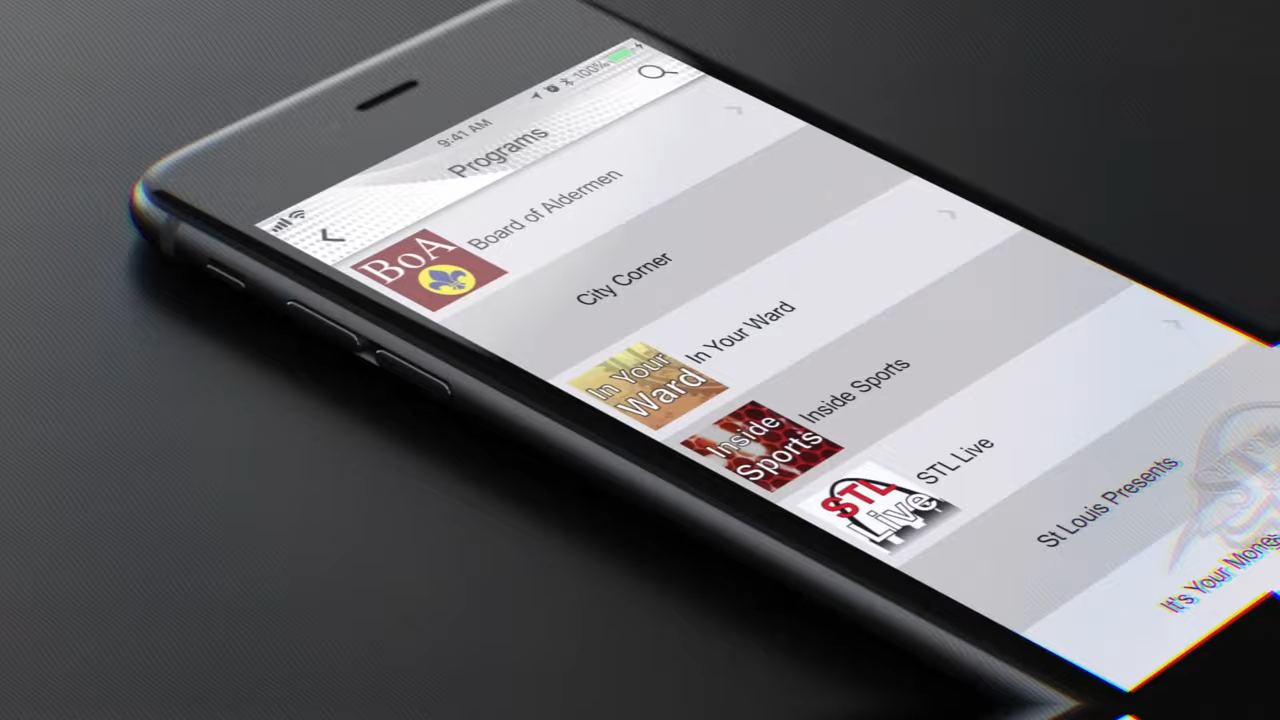 9:41 AM
100%
Programs
BoA
Board of Aldermen
City Corner
In Your
Ward
In Your Ward
Inside
Sports
Inside Sports
STL
Live
STL Live
St Louis Presents
It's Your Money